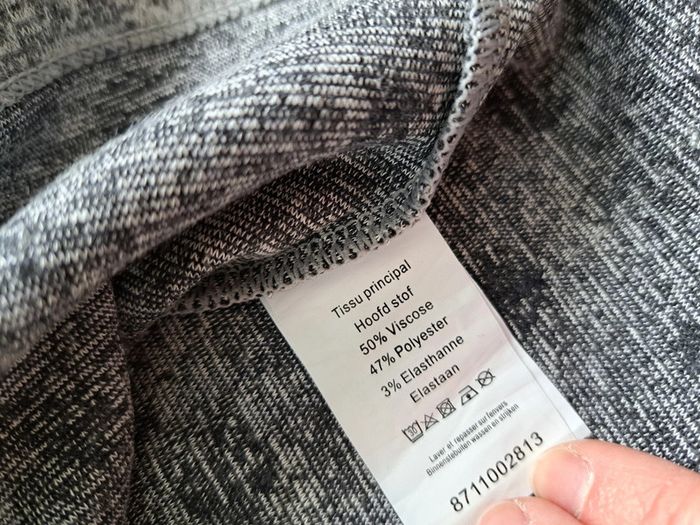 Tissu principal
Hoofd stof
50% Viscose
47% Polyester
3% Elasthanne
Elastaan
30
Laver et repasser sur l'envers
Binnenstebuiten wassen en strijken
8711002813